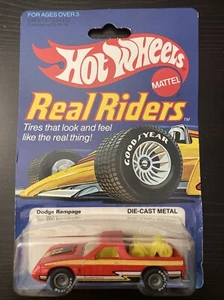 FOR AGES OVER 3
Hot Wheels
MATTEL
Real Riders™
Tires that look and feel
like the real thing!
GOOD YEAR
Dodge Rampage
DIE-CAST METAL